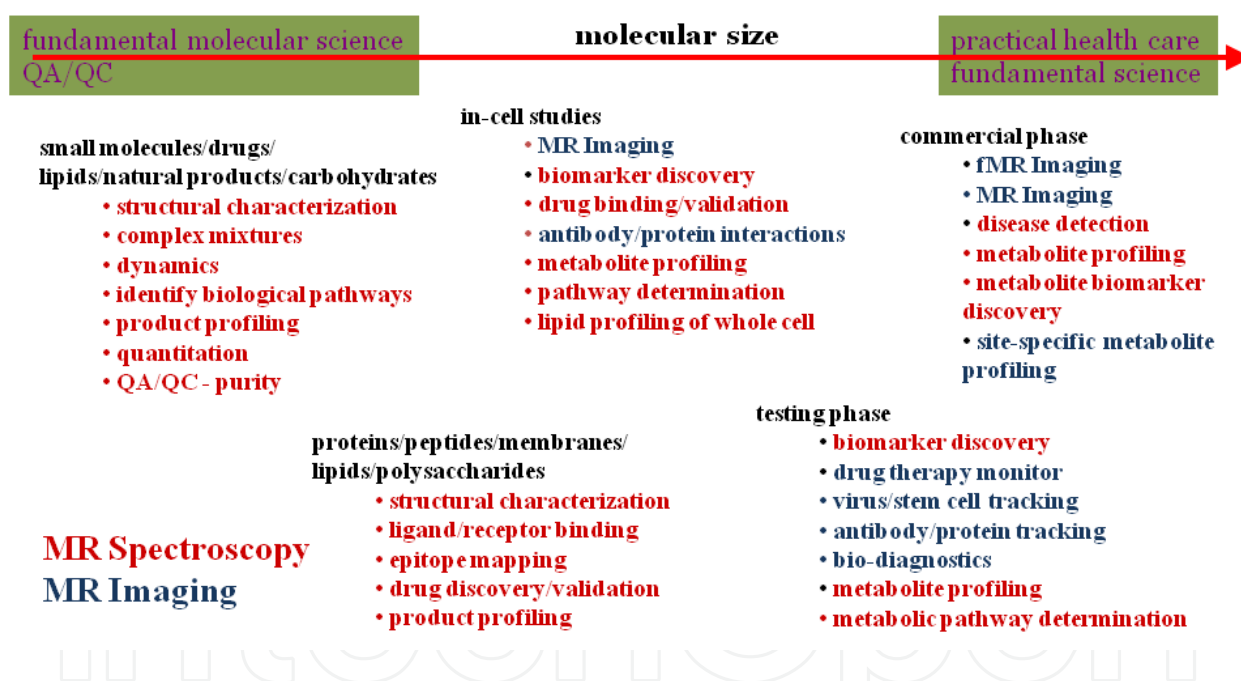 fundamental molecular science
QA/QC
molecular size
practical health care
fundamental science
small molecules/drugs/
lipids/natural products/carbohydrates
• structural characterization
• complex mixtures
• dynamics
• identify biological pathways
• product profiling
• quantitation
• QA/QC - purity
in-cell studies
• MR Imaging
• biomarker discovery
• drug binding/validation
• antibody/protein interactions
• metabolite profiling
• pathway determination
• lipid profiling of whole cell
commercial phase
• fMR Imaging
• MR Imaging
• disease detection
• metabolite profiling
• metabolite biomarker
discovery
• site-specific metabolite
profiling
proteins/peptides/membranes/
lipids/polysaccharides
• structural characterization
• ligand/receptor binding
• epitope mapping
• drug discovery/validation
• product profiling
testing phase
• biomarker discovery
• drug therapy monitor
• virus/stem cell tracking
• antibody/protein tracking
• bio-diagnostics
• metabolite profiling
• metabolic pathway determination
MR Spectroscopy
MR Imaging